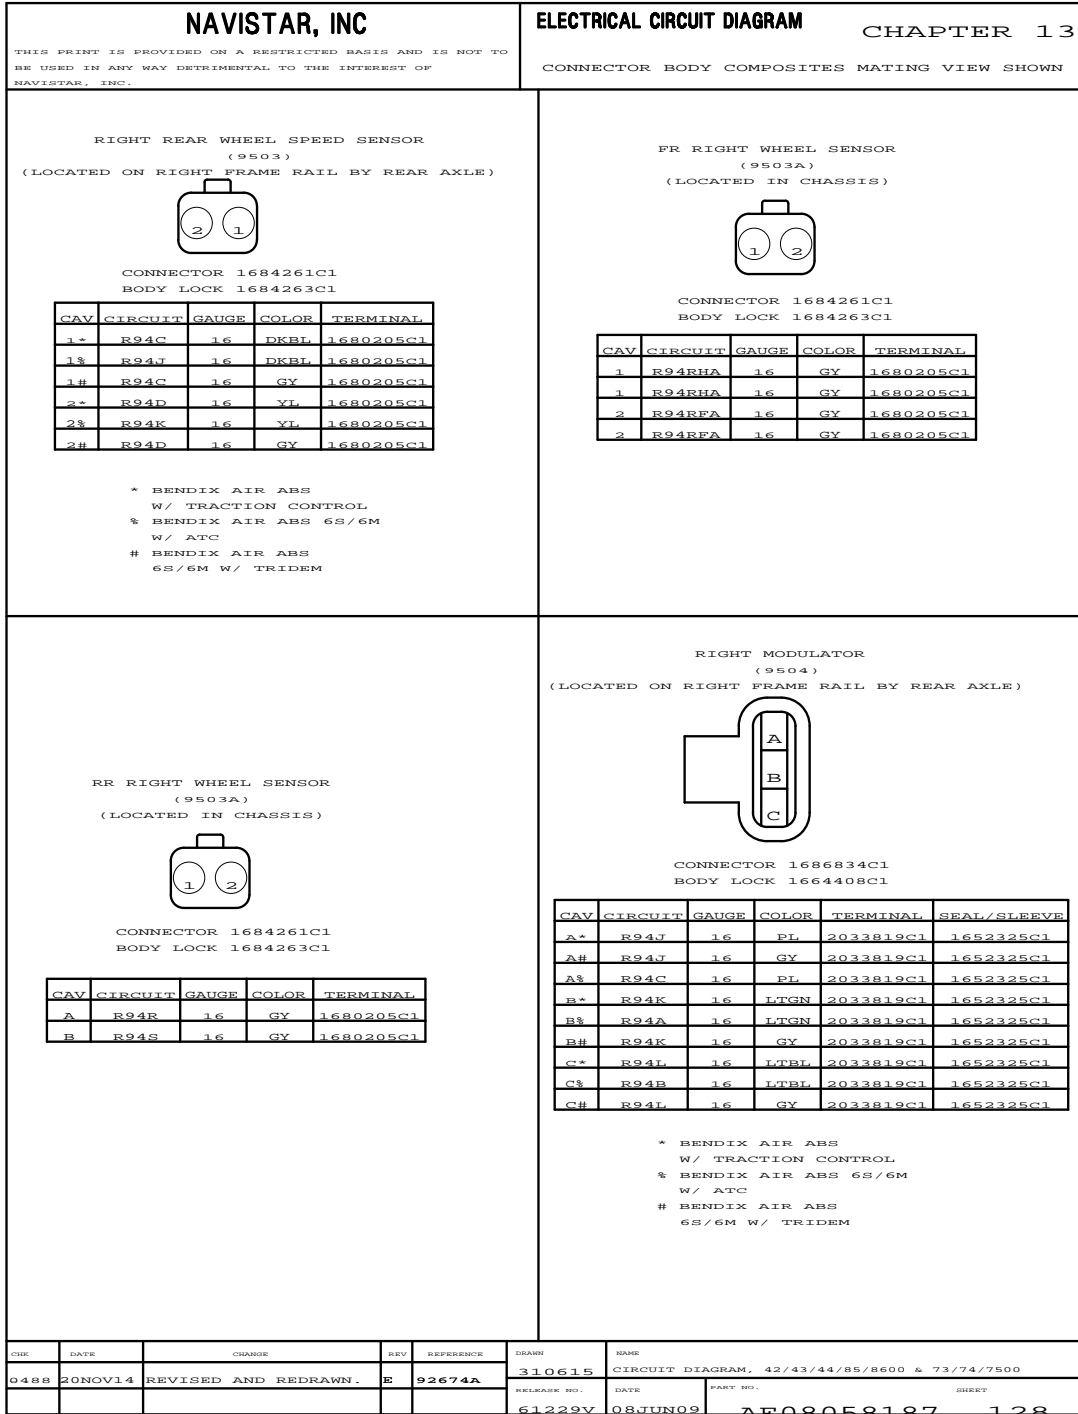 NAVISTAR, INC
THIS PRINT IS PROVIDED ON A RESTRICTED BASIS AND IS NOT TO
BE USED IN ANY WAY DETRIMENTAL TO THE INTEREST OF
NAVISTAR, INC.
ELECTRICAL CIRCUIT DIAGRAM
CHAPTER 13
CONNECTOR BODY COMPOSITES MATING VIEW SHOWN
RIGHT REAR WHEEL SPEED SENSOR
(9503)
(LOCATED ON RIGHT FRAME RAIL BY REAR AXLE)
2 1
CONNECTOR 1684261C1
BODY LOCK 1684263C1
CAV CIRCUIT GAUGE COLOR TERMINAL
1* R94C 16 DKBL 1680205C1
1% R94J 16 DKBL 1680205C1
1# R94C 16 GY 1680205C1
2* R94D 16 YL 1680205C1
2% R94K 16 YL 1680205C1
2# R94D 16 GY 1680205C1
* BENDIX AIR ABS
W/ TRACTION CONTROL
% BENDIX AIR ABS 6S/6M
W/ ATC
# BENDIX AIR ABS
6S/6M W/ TRIDEM
FR RIGHT WHEEL SENSOR
(9503A)
(LOCATED IN CHASSIS)
1 2
CONNECTOR 1684261C1
BODY LOCK 1684263C1
CAV CIRCUIT GAUGE COLOR TERMINAL
1 R94RHA 16 GY 1680205C1
1 R94RHA 16 GY 1680205C1
2 R94RFA 16 GY 1680205C1
2 R94RFA 16 GY 1680205C1
RR RIGHT WHEEL SENSOR
(9503A)
(LOCATED IN CHASSIS)
1 2
CONNECTOR 1684261C1
BODY LOCK 1684263C1
CAV CIRCUIT GAUGE COLOR TERMINAL
A R94R 16 GY 1680205C1
B R94S 16 GY 1680205C1
RIGHT MODULATOR
(9504)
(LOCATED ON RIGHT FRAME RAIL BY REAR AXLE)
A
B
C
CONNECTOR 1686834C1
BODY LOCK 1664408C1
CAV CIRCUIT GAUGE COLOR TERMINAL SEAL/SLEEVE
A* R94J 16 PL 2033819C1 1652325C1
A# R94J 16 GY 2033819C1 1652325C1
A% R94C 16 PL 2033819C1 1652325C1
B* R94K 16 LTGN 2033819C1 1652325C1
B% R94A 16 LTGN 2033819C1 1652325C1
B# R94K 16 GY 2033819C1 1652325C1
C* R94L 16 LTBL 2033819C1 1652325C1
C% R94B 16 LTBL 2033819C1 1652325C1
C# R94L 16 GY 2033819C1 1652325C1
* BENDIX AIR ABS
W/ TRACTION CONTROL
% BENDIX AIR ABS 6S/6M
W/ ATC
# BENDIX AIR ABS
6S/6M W/ TRIDEM
CHK DATE CHANGE REV REFERENCE
0488 20NOV14 REVISED AND REDRAWN. E 92674A
DRAWN
310615
NAME
CIRCUIT DIAGRAM, 42/43/44/85/8600 & 73/74/7500
RELEASE NO.
61229V
DATE
08JUN09
PART NO. SHEET
AE08058187 128